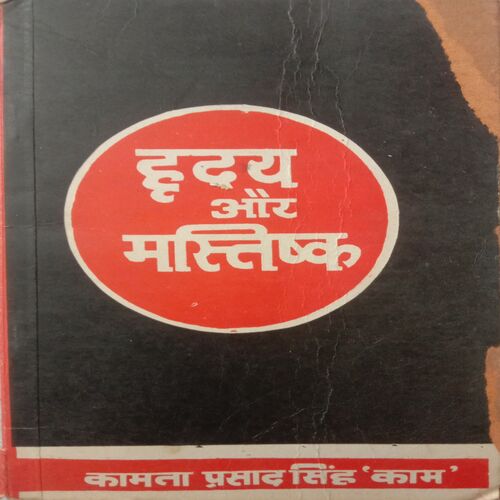 हृदय
और
मस्तिष्क
कामता प्रसाद सिंह ‘काम’